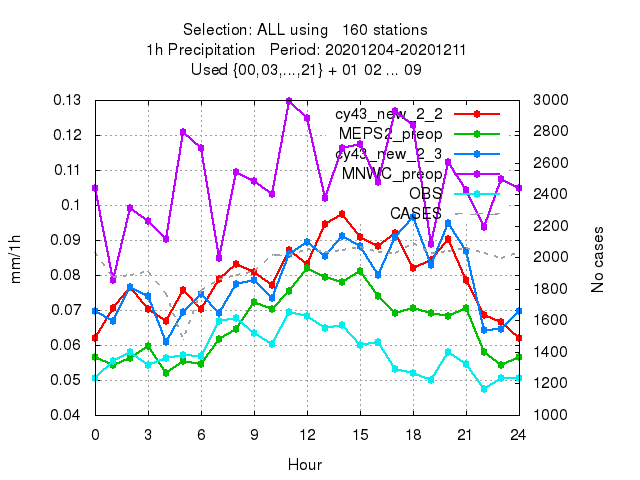 Selection: ALL using   160 stations
1h Precipitation   Period: 20201204-20201211
Used {00,03,...,21} + 01 02 ... 09
cy43_new_2_2
MEPS2_preop
cy43_new_2_3
MNWC_preop
OBS
CASES
mm/1h
0.13
0.12
0.11
0.1
0.09
0.08
0.07
0.06
0.05
0.04
3000
2800
2600
2400
2200
2000
1800
1600
1400
1200
1000
No cases
0 3 6 9 12 15 18 21 24
Hour